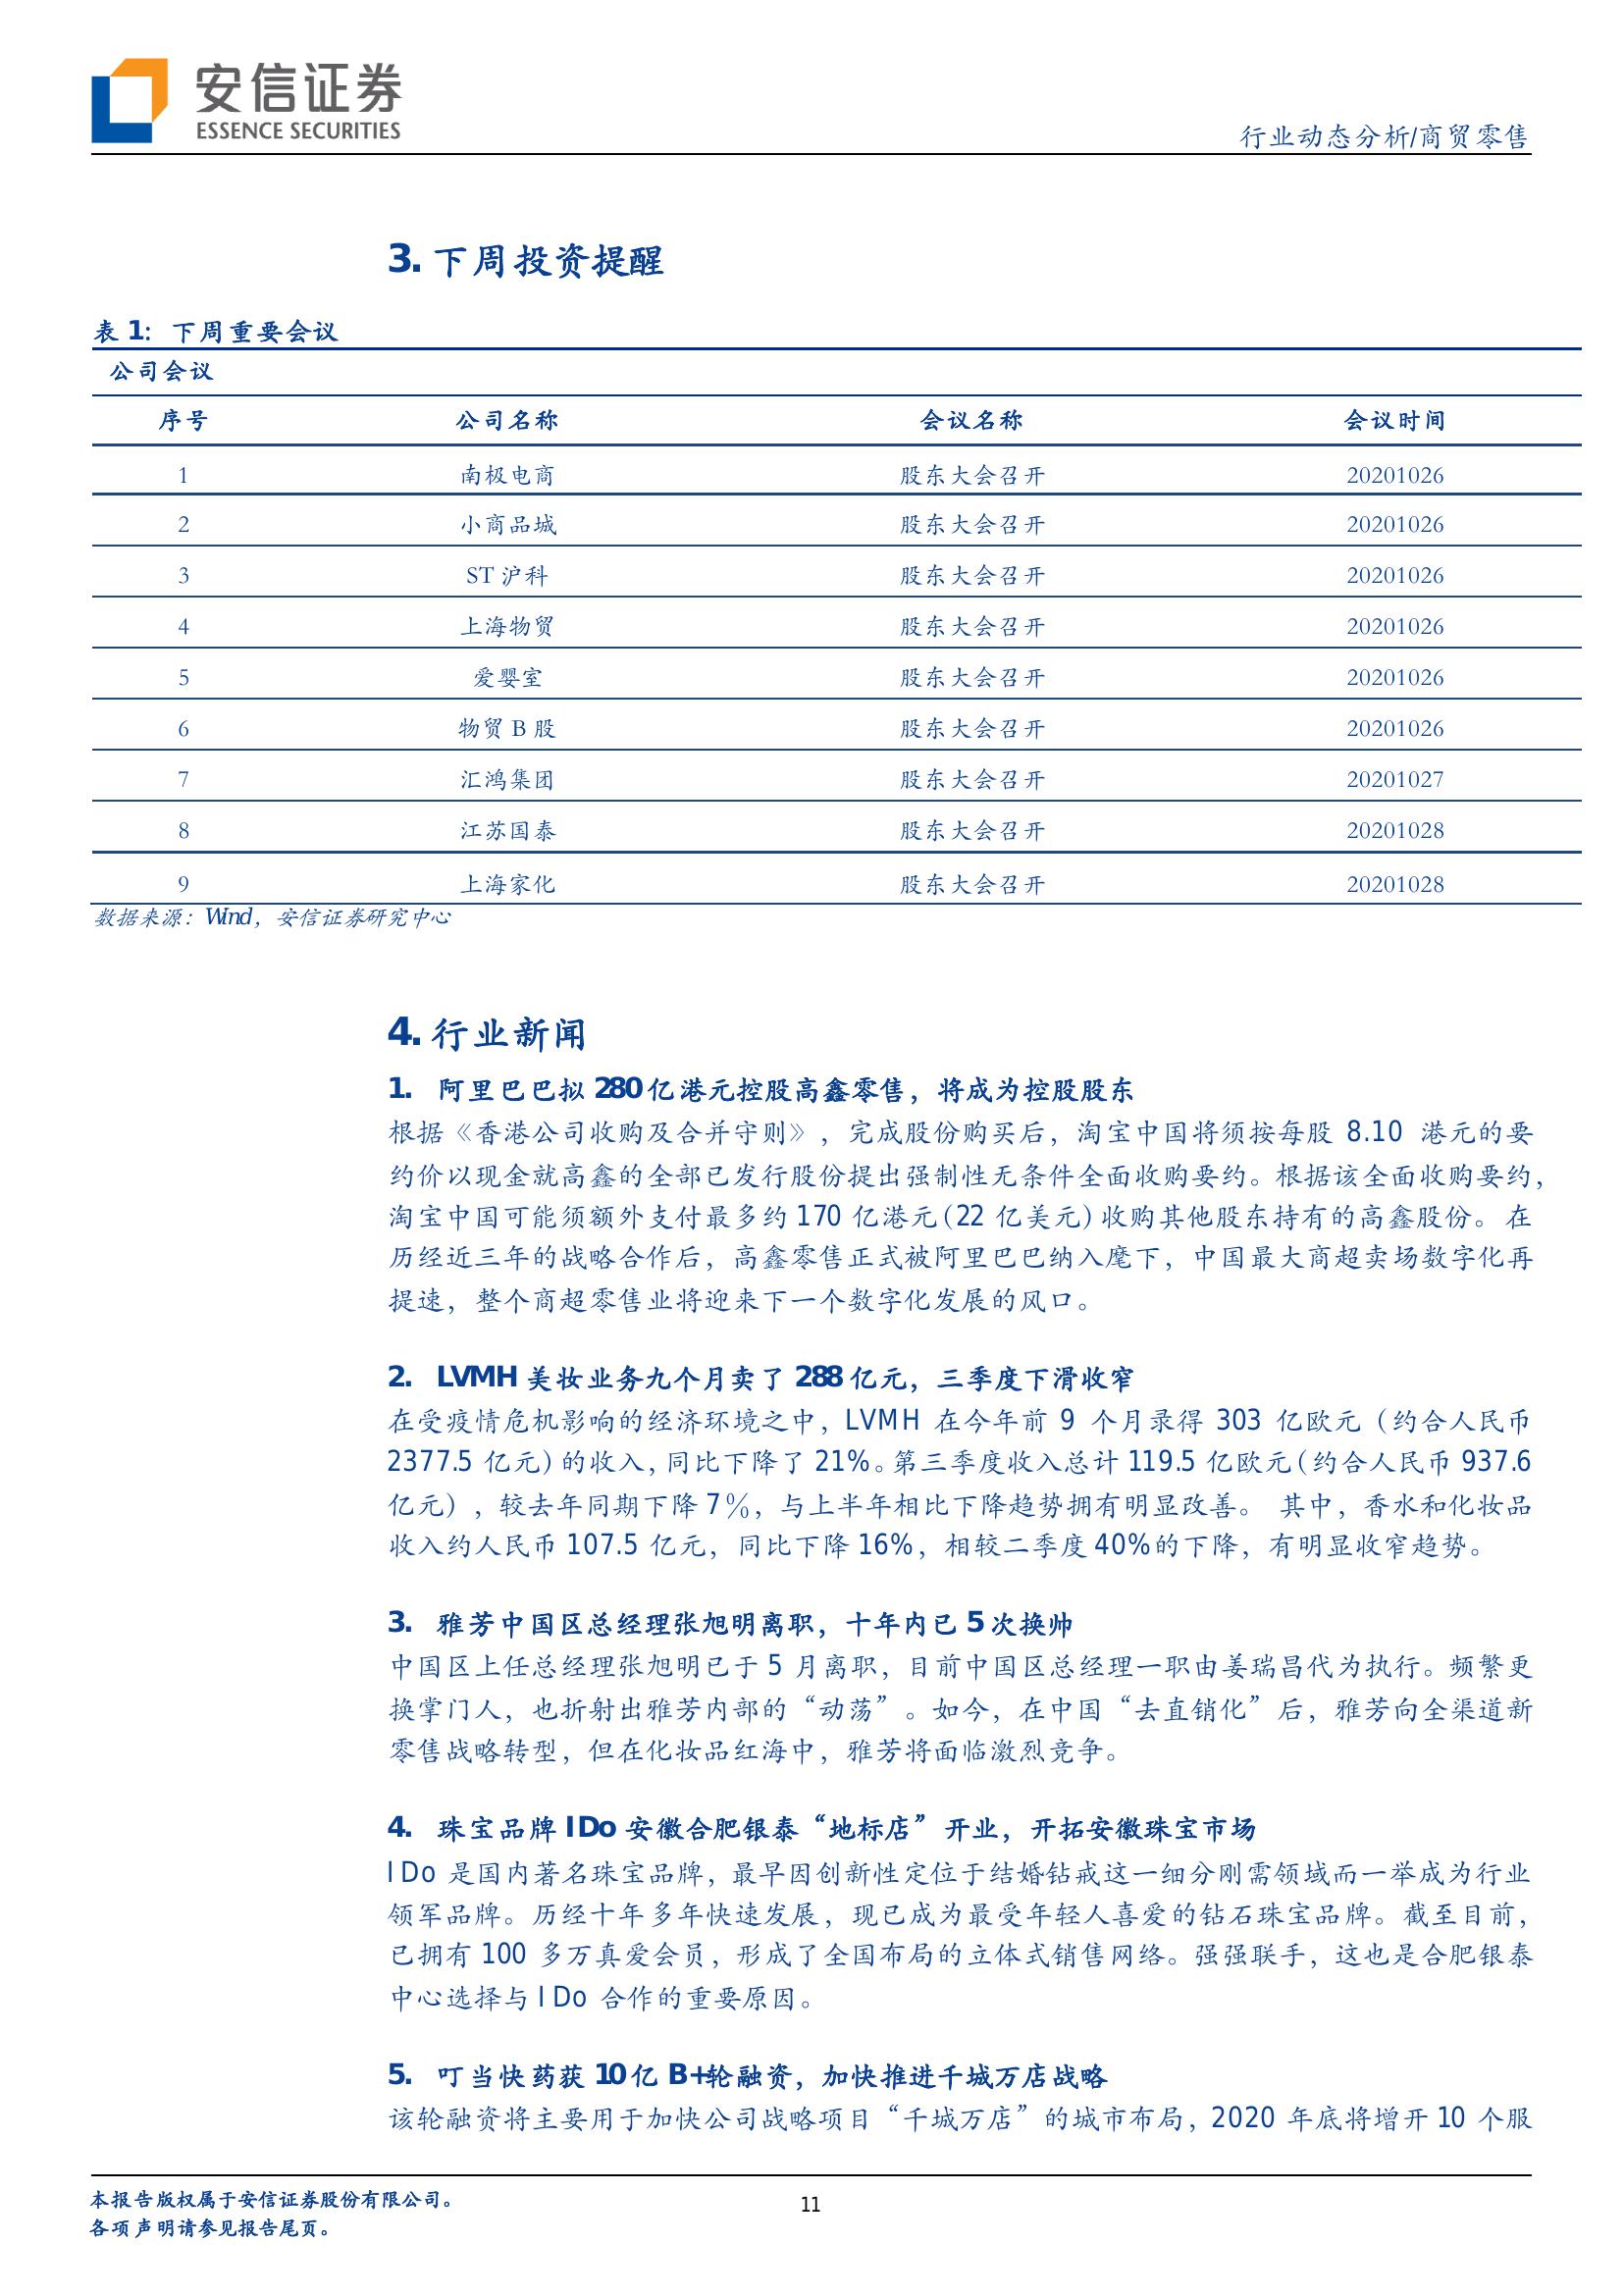 安信证券
ESSENCE SECURITIES
行业动态分析/商贸零售
3. 下周投资提醒
表 1：下周重要会议
公司会议
序号 公司名称 会议名称 会议时间
1 南极电商 股东大会召开 20201026
2 小商品城 股东大会召开 20201026
3 ST 沪科 股东大会召开 20201026
4 上海物贸 股东大会召开 20201026
5 爱婴室 股东大会召开 20201026
6 物贸 B 股 股东大会召开 20201026
7 汇鸿集团 股东大会召开 20201027
8 江苏国泰 股东大会召开 20201028
9 上海家化 股东大会召开 20201028
数据来源：Wind，安信证券研究中心
4. 行业新闻
1. 阿里巴巴拟 280 亿港元控股高鑫零售，将成为控股股东
根据《香港公司收购及合并守则》，完成股份购买后，淘宝中国将须按每股 8.10 港元的要
约价以现金就高鑫的全部已发行股份提出强制性无条件全面收购要约。根据该全面收购要约，
淘宝中国可能须额外支付最多约 170 亿港元（22 亿美元）收购其他股东持有的高鑫股份。在
历经近三年的战略合作后，高鑫零售正式被阿里巴巴纳入麾下，中国最大商超卖场数字化再
提速，整个商超零售业将迎来下一个数字化发展的风口。
2. LVMH 美妆业务九个月卖了 288 亿元，三季度下滑收窄
在受疫情危机影响的经济环境之中，LVMH 在今年前 9 个月录得 303 亿欧元（约合人民币
2377.5 亿元）的收入，同比下降了 21%。第三季度收入总计 119.5 亿欧元（约合人民币 937.6
亿元），较去年同期下降 7％，与上半年相比下降趋势拥有明显改善。 其中，香水和化妆品
收入约人民币 107.5 亿元，同比下降 16%，相较二季度 40%的下降，有明显收窄趋势。
3. 雅芳中国区总经理张旭明离职，十年内已 5 次换帅
中国区上任总经理张旭明已于 5 月离职，目前中国区总经理一职由姜瑞昌代为执行。频繁更
换掌门人，也折射出雅芳内部的“动荡”。如今，在中国“去直销化”后，雅芳向全渠道新
零售战略转型，但在化妆品红海中，雅芳将面临激烈竞争。
4. 珠宝品牌 I Do 安徽合肥银泰“地标店”开业，开拓安徽珠宝市场
I Do 是国内著名珠宝品牌，最早因创新性定位于结婚钻戒这一细分刚需领域而一举成为行业
领军品牌。历经十年多年快速发展，现已成为最受年轻人喜爱的钻石珠宝品牌。截至目前，
已拥有 100 多万真爱会员，形成了全国布局的立体式销售网络。强强联手，这也是合肥银泰
中心选择与 I Do 合作的重要原因。
5. 叮当快药获 10 亿 B+轮融资，加快推进千城万店战略
该轮融资将主要用于加快公司战略项目“千城万店”的城市布局，2020 年底将增开 10 个服
本报告版权属于安信证券股份有限公司。
各项声明请参见报告尾页。
11